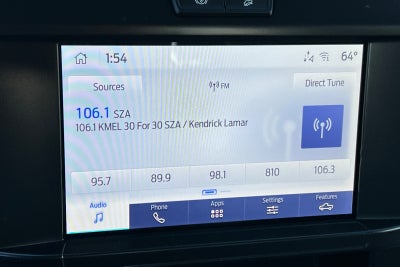 1:54
64°
Sources
FM
Direct Tune
106.1 SZA
106.1 KMEL 30 For 30 SZA / Kendrick Lamar
95.7 89.9 98.1 810 106.3
Audio Phone Apps Settings Features